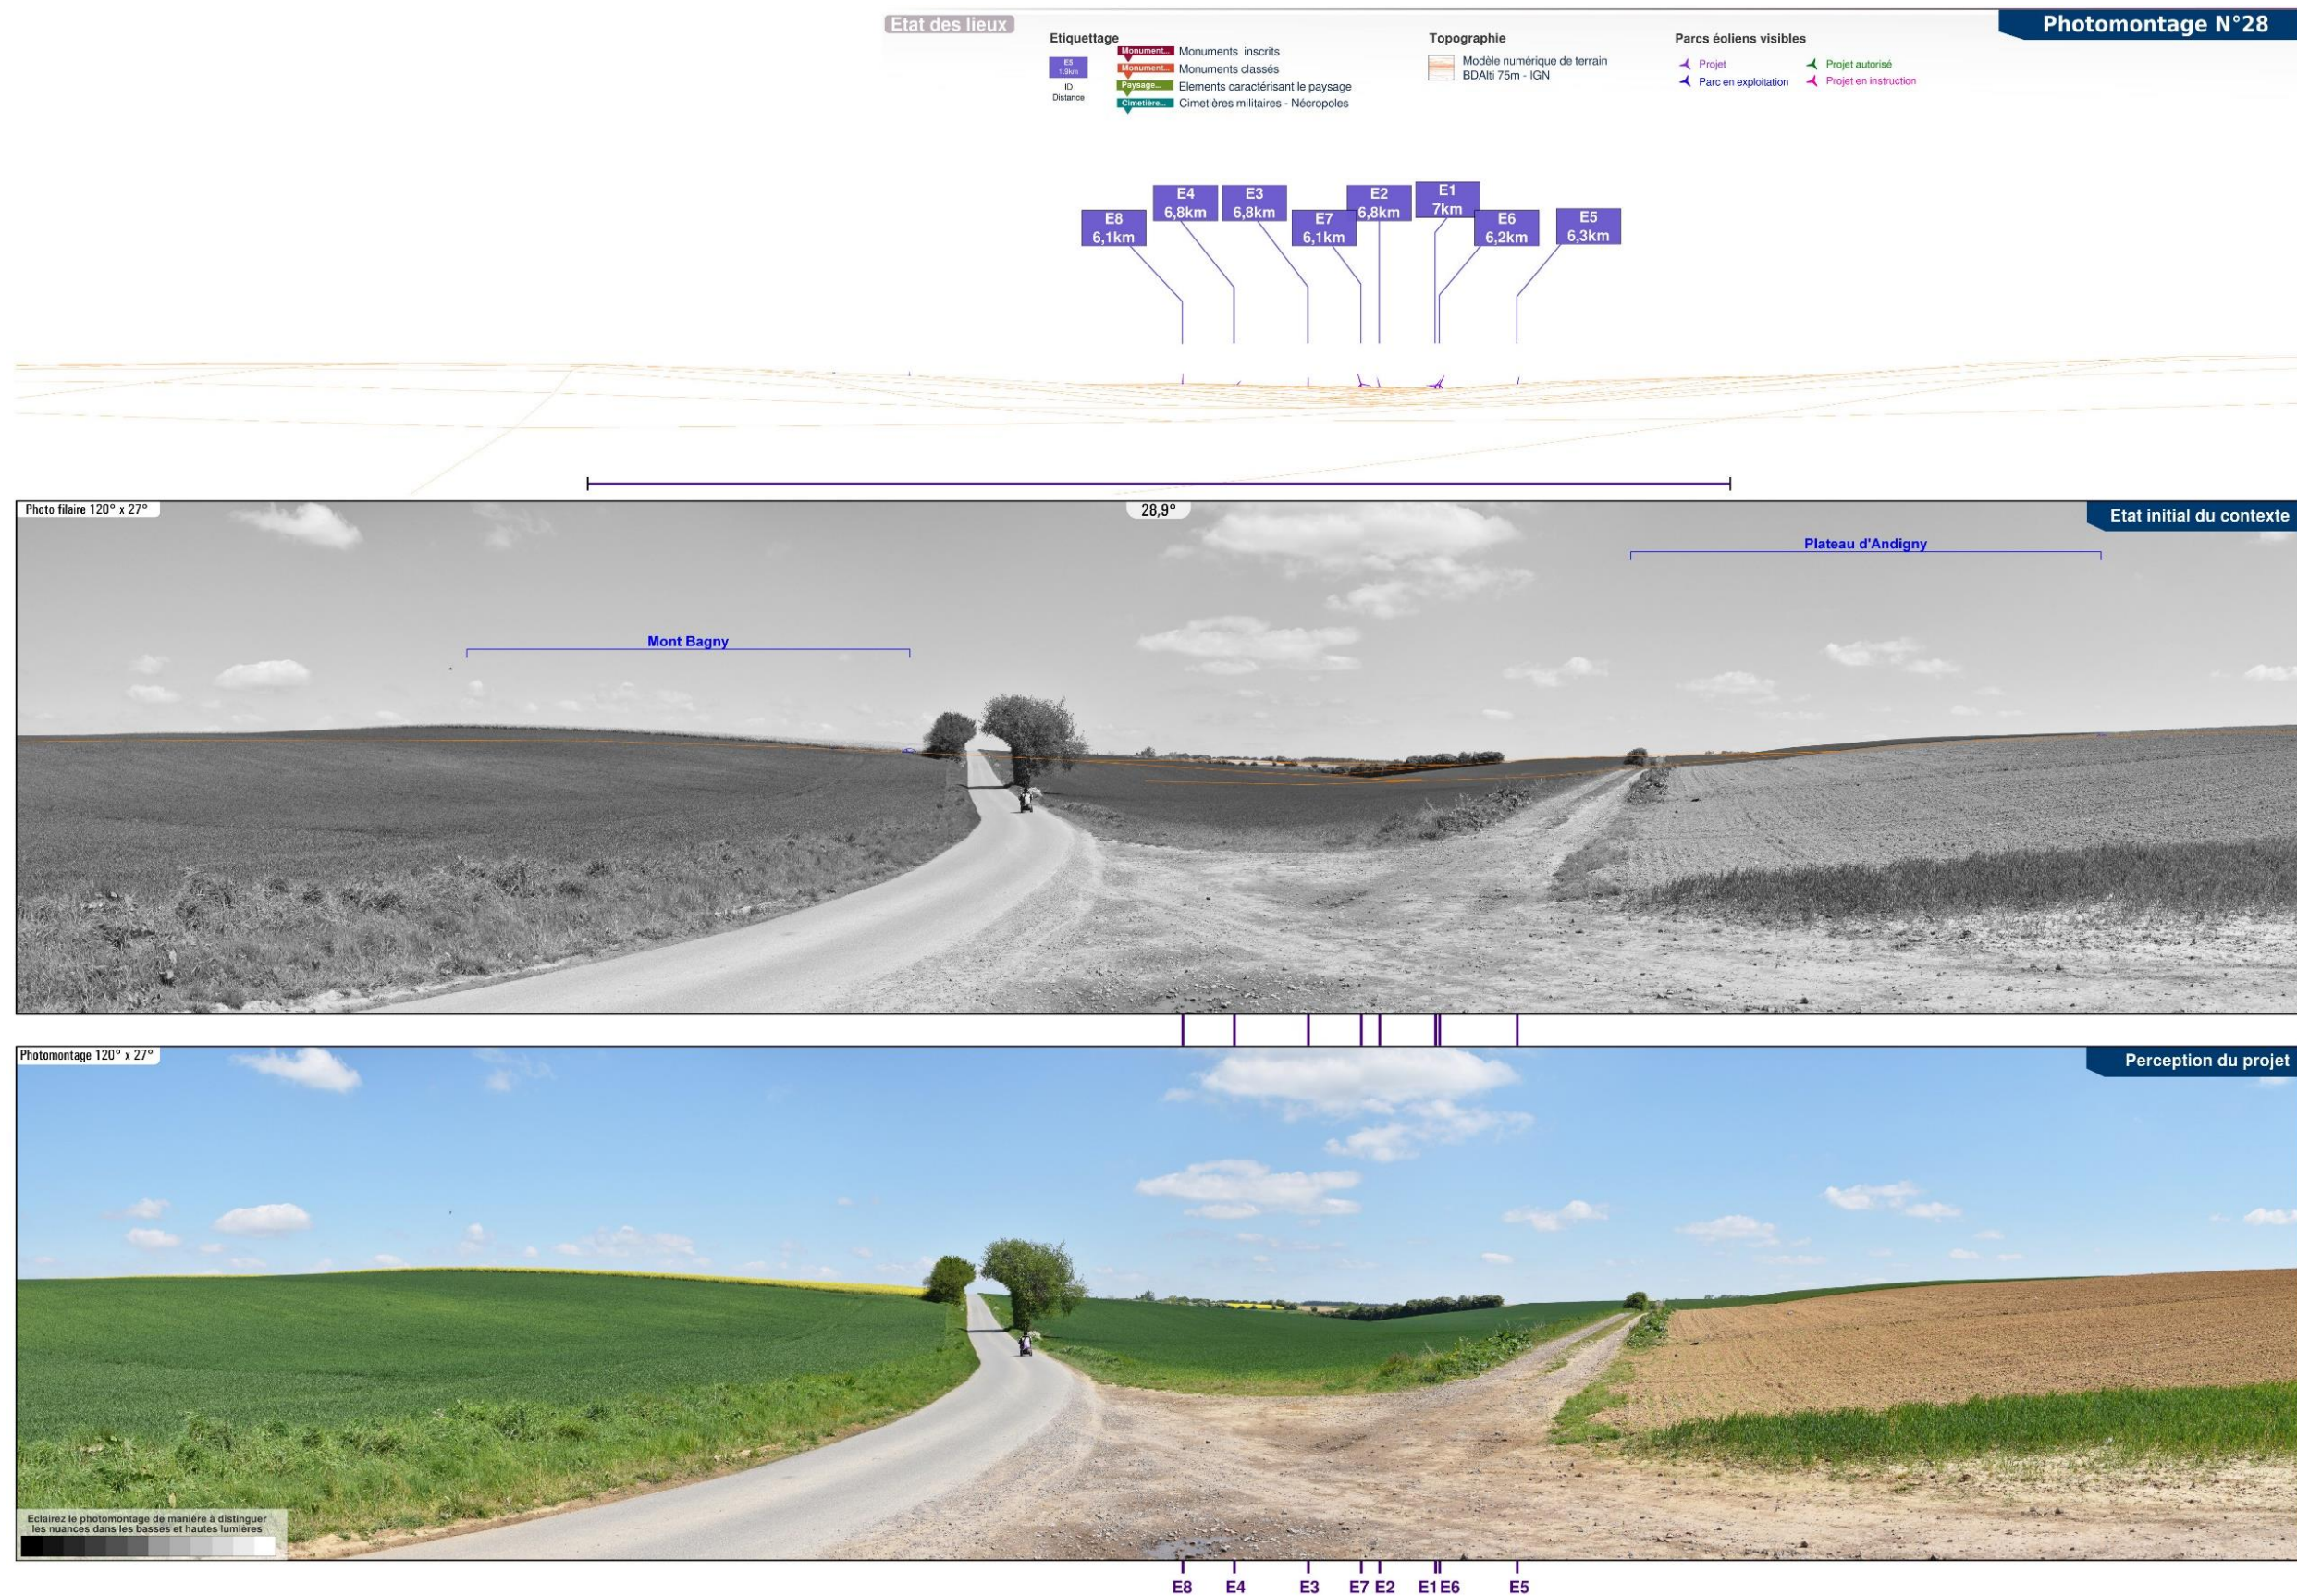 Etat des lieux
Photomontage N°28
Etiquettage
E5
1.9km
ID
Distance
Monument... Monuments inscrits
Monument... Monuments classés
Paysage... Elements caractérisant le paysage
Cimetière... Cimetières militaires - Nécropoles
Topographie
Modèle numérique de terrain
BDAlti 75m - IGN
Parcs éoliens visibles
Projet
Projet autorisé
Parc en exploitation
Projet en instruction
E8
6,1km
E4
6,8km
E3
6,8km
E7
6,1km
E2
6,8km
E1
7km
E6
6,2km
E5
6,3km
Photo filaire 120° x 27°
28,9°
Etat initial du contexte
Plateau d'Andigny
Mont Bagny
Photomontage 120° x 27°
Perception du projet
Eclairez le photomontage de manière à distinguer
les nuances dans les basses et hautes lumières
E8 E4 E3 E7 E2 E1 E6 E5